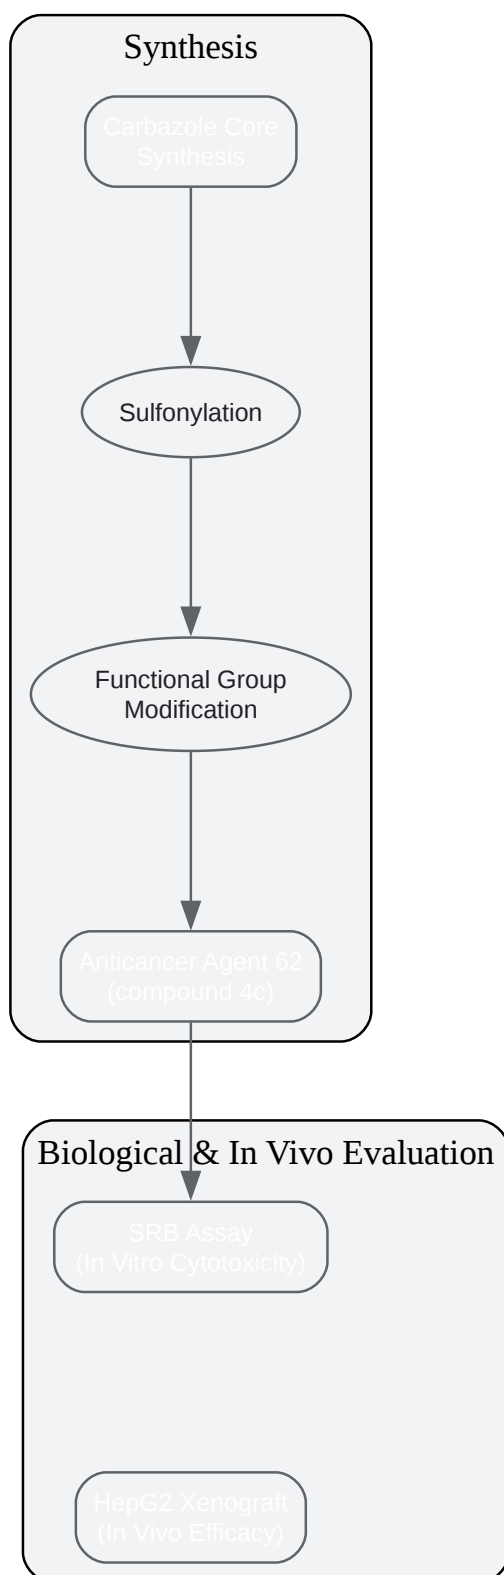 Synthesis
Carbazole Core
Synthesis
Sulfonylation
Functional Group
Modification
Anticancer Agent 62
(compound 4c)
Biological & In Vivo Evaluation
SRB Assay
(In Vitro Cytotoxicity)
HepG2 Xenograft
(In Vivo Efficacy)